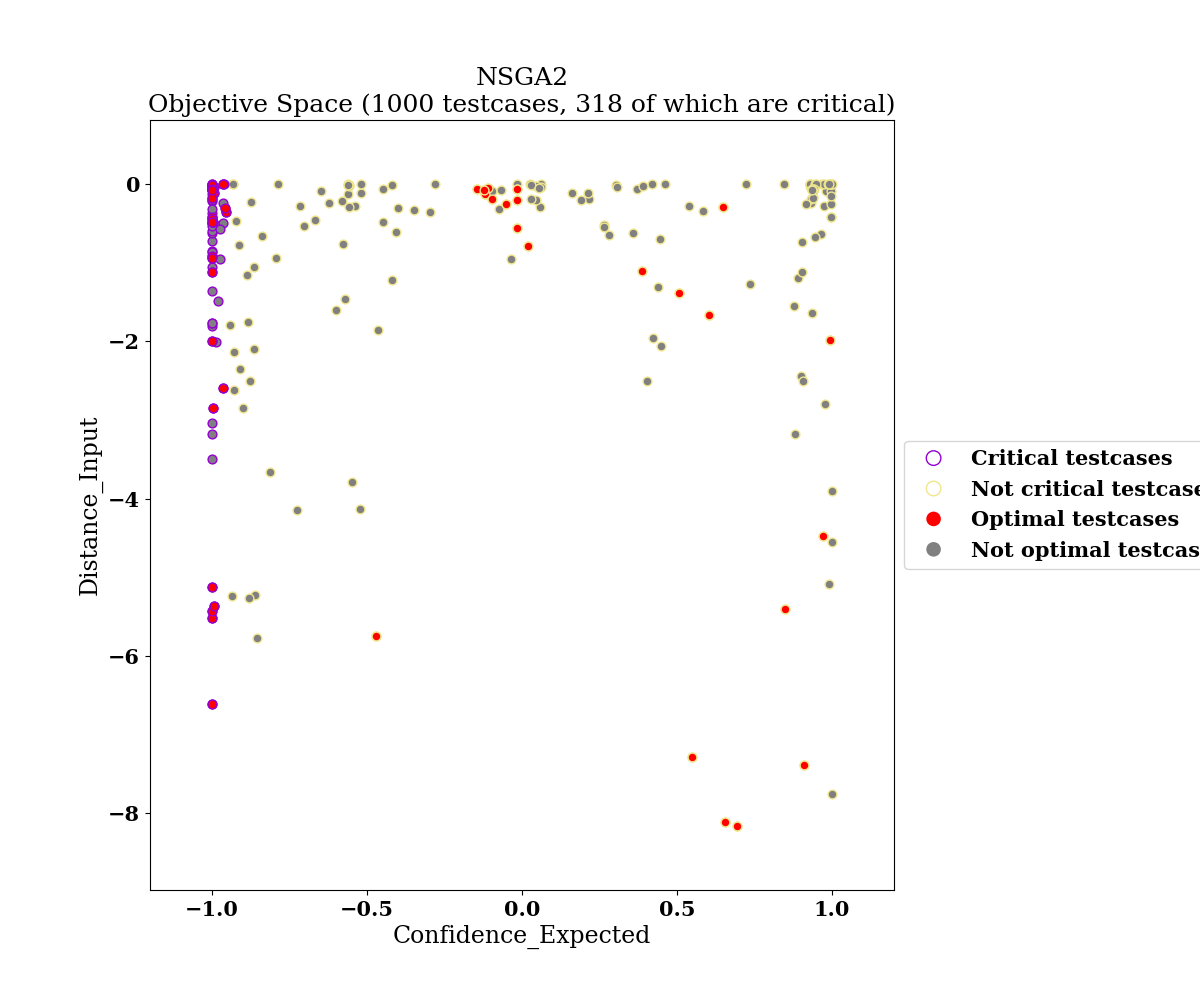 NSGA2
Objective Space (1000 testcases, 318 of which are critical)
0
−2
−4
−6
−8
Distance_Input
−1.0
−0.5
0.0
0.5
1.0
Confidence_Expected
Critical testcases
Not critical testcase
Optimal testcases
Not optimal testcas